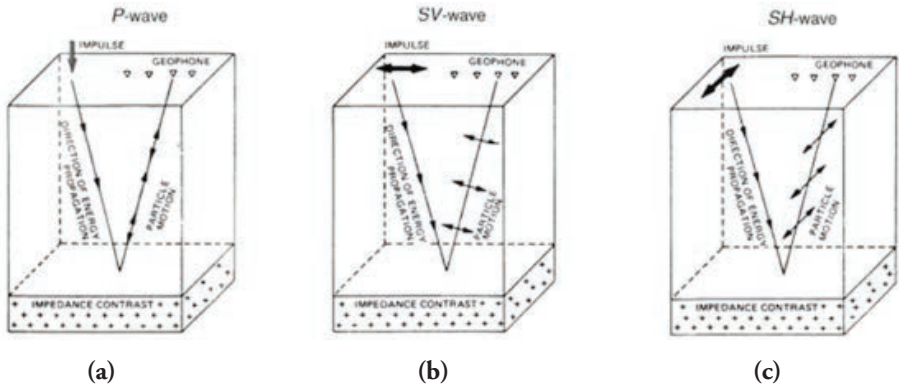 P-wave
SV-wave
SH-wave
IMPULSE
GEOPHONE
DIRECTION OF ENERGY
PROPAGATION
PARTICLE
MOTION
IMPEDANCE CONTRAST
IMPULSE
GEOPHONE
DIRECTION OF ENERGY
PROPAGATION
PARTICLE
MOTION
IMPEDANCE CONTRAST
IMPULSE
GEOPHONE
DIRECTION OF ENERGY
PROPAGATION
PARTICLE
MOTION
IMPEDANCE CONTRAST
(a)
(b)
(c)